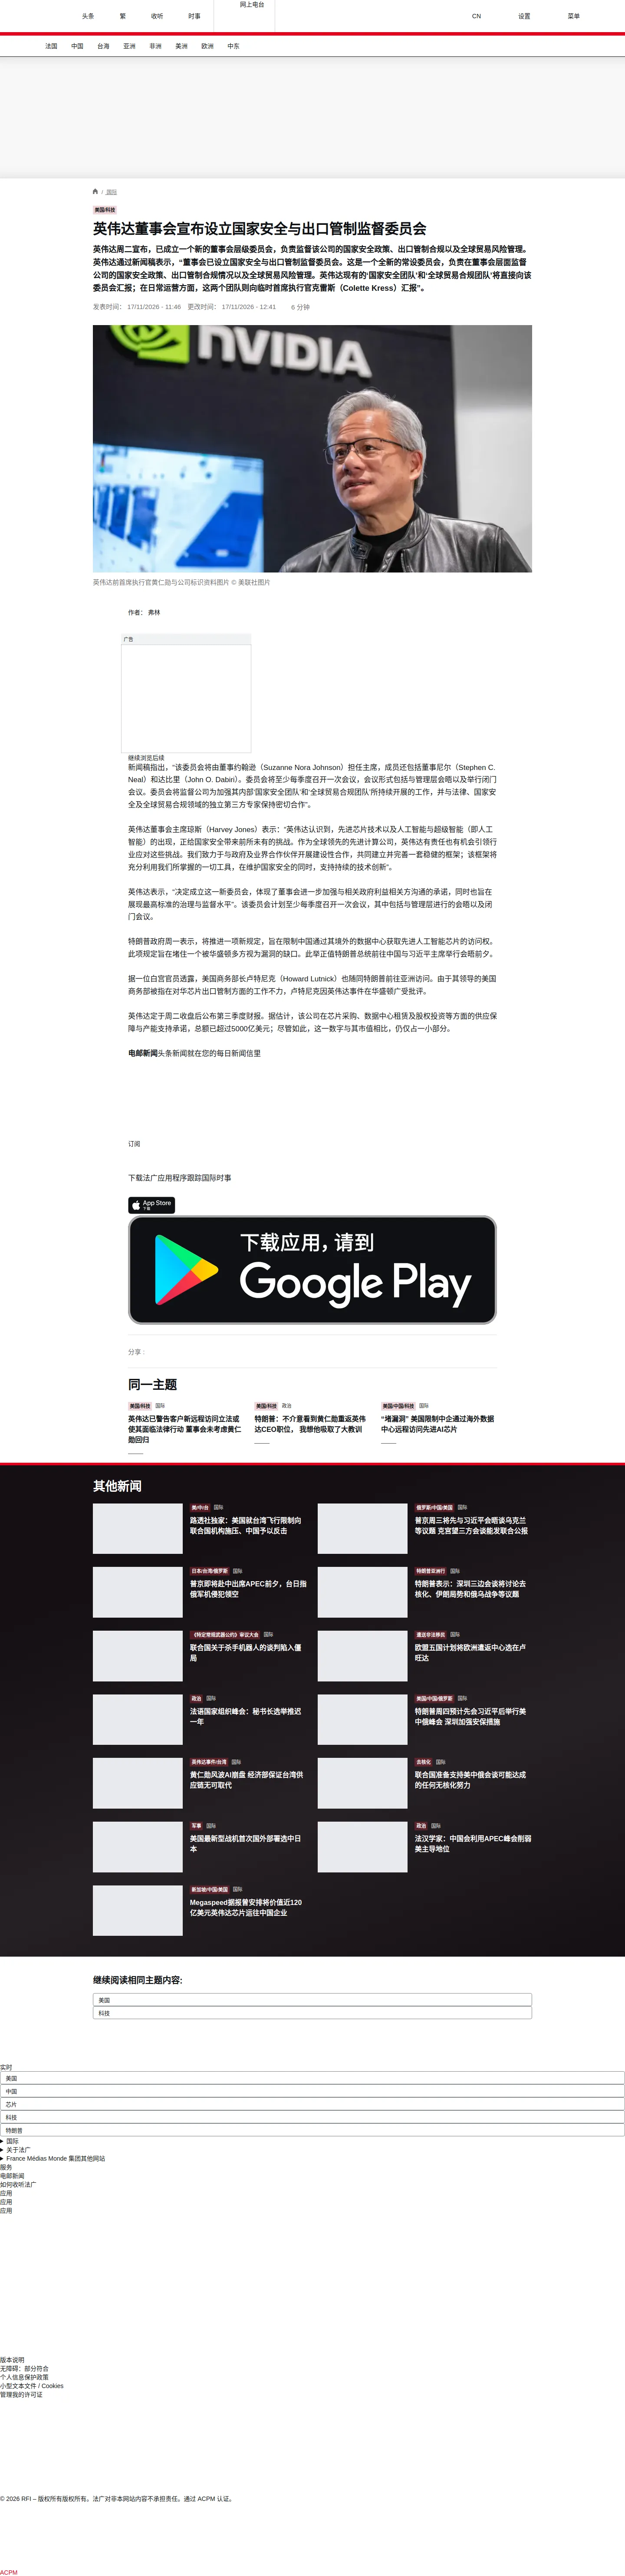 头条
繁
收听
时事
网上电台
CN
设置
菜单
法国
中国
台海
亚洲
非洲
美洲
欧洲
中东
/ 国际
美国/科技
英伟达董事会宣布设立国家安全与出口管制监督委员会
英伟达周二宣布，已成立一个新的董事会层级委员会，负责监督该公司的国家安全政策、出口管制合规以及全球贸易风险管理。
英伟达通过新闻稿表示，“董事会已设立国家安全与出口管制监督委员会。这是一个全新的常设委员会，负责在董事会层面监督
公司的国家安全政策、出口管制合规情况以及全球贸易风险管理。英伟达现有的‘国家安全团队’和‘全球贸易合规团队’将直接向该
委员会汇报；在日常运营方面，这两个团队则向临时首席执行官克雷斯（Colette Kress）汇报”。
发表时间： 17/11/2026 - 11:46
更改时间： 17/11/2026 - 12:41
6 分钟
NVIDIA
英伟达前首席执行官黄仁勋与公司标识资料图片 © 美联社图片
作者： 弗林
广告
继续浏览后续
新闻稿指出，“该委员会将由董事约翰逊（Suzanne Nora Johnson）担任主席，成员还包括董事尼尔（Stephen C.
Neal）和达比里（John O. Dabiri）。委员会将至少每季度召开一次会议，会议形式包括与管理层会晤以及举行闭门
会议。委员会将监督公司为加强其内部‘国家安全团队’和‘全球贸易合规团队’所持续开展的工作，并与法律、国家安
全及全球贸易合规领域的独立第三方专家保持密切合作”。
英伟达董事会主席琼斯（Harvey Jones）表示：“英伟达认识到，先进芯片技术以及人工智能与超级智能（即人工
智能）的出现，正给国家安全带来前所未有的挑战。作为全球领先的先进计算公司，英伟达有责任也有机会引领行
业应对这些挑战。我们致力于与政府及业界合作伙伴开展建设性合作，共同建立并完善一套稳健的框架；该框架将
充分利用我们所掌握的一切工具，在维护国家安全的同时，支持持续的技术创新”。
英伟达表示，“决定成立这一新委员会，体现了董事会进一步加强与相关政府利益相关方沟通的承诺，同时也旨在
展现最高标准的治理与监督水平”。该委员会计划至少每季度召开一次会议，其中包括与管理层进行的会晤以及闭
门会议。
特朗普政府周一表示，将推进一项新规定，旨在限制中国通过其境外的数据中心获取先进人工智能芯片的访问权。
此项规定旨在堵住一个被华盛顿多方视为漏洞的缺口。此举正值特朗普总统前往中国与习近平主席举行会晤前夕。
据一位白宫官员透露，美国商务部长卢特尼克（Howard Lutnick）也随同特朗普前往亚洲访问。由于其领导的美国
商务部被指在对华芯片出口管制方面的工作不力，卢特尼克因英伟达事件在华盛顿广受批评。
英伟达定于周二收盘后公布第三季度财报。据估计，该公司在芯片采购、数据中心租赁及股权投资等方面的供应保
障与产能支持承诺，总额已超过5000亿美元；尽管如此，这一数字与其市值相比，仍仅占一小部分。
电邮新闻头条新闻就在您的每日新闻信里
订阅
下载法广应用程序跟踪国际时事
App Store
下载
下载应用，请到
Google Play
分享 :
同一主题
美国/科技 国际
英伟达已警告客户新远程访问立法或
使其面临法律行动 董事会未考虑黄仁
勋回归
美国/科技 政治
特朗普：不介意看到黄仁勋重返英伟
达CEO职位， 我想他吸取了大教训
美国/中国/科技 国际
“堵漏洞” 美国限制中企通过海外数据
中心远程访问先进AI芯片
其他新闻
美/中/台 国际
路透社独家：美国就台湾飞行限制向
联合国机构施压、中国予以反击
俄罗斯/中国/美国 国际
普京周三将先与习近平会晤谈乌克兰
等议题 克宫望三方会谈能发联合公报
日本/台湾/俄罗斯 国际
普京即将赴中出席APEC前夕，台日指
俄军机侵犯领空
特朗普亚洲行 国际
特朗普表示：深圳三边会谈将讨论去
核化、伊朗局势和俄乌战争等议题
《特定常规武器公约》审议大会 国际
联合国关于杀手机器人的谈判陷入僵
局
遣送非法移民 国际
欧盟五国计划将欧洲遣返中心选在卢
旺达
政治 国际
法语国家组织峰会：秘书长选举推迟
一年
美国/中国/俄罗斯 国际
特朗普周四预计先会习近平后举行美
中俄峰会 深圳加强安保措施
英伟达事件/台湾 国际
黄仁勋风波AI崩盘 经济部保证台湾供
应链无可取代
去核化 国际
联合国准备支持美中俄会谈可能达成
的任何无核化努力
军事 国际
美国最新型战机首次国外部署选中日
本
政治 国际
法汉学家：中国会利用APEC峰会削弱
美主导地位
新加坡/中国/美国 国际
Megaspeed据报曾安排将价值近120
亿美元英伟达芯片运往中国企业
继续阅读相同主题内容:
美国
科技
实时
美国
中国
芯片
科技
特朗普
国际
关于法广
France Médias Monde 集团其他网站
服务
电邮新闻
如何收听法广
应用
应用
应用
版本说明
无障碍：部分符合
个人信息保护政策
小型文本文件 / Cookies
管理我的许可证
© 2026 RFI – 版权所有版权所有。法广对非本网站内容不承担责任。通过 ACPM 认证。
ACPM